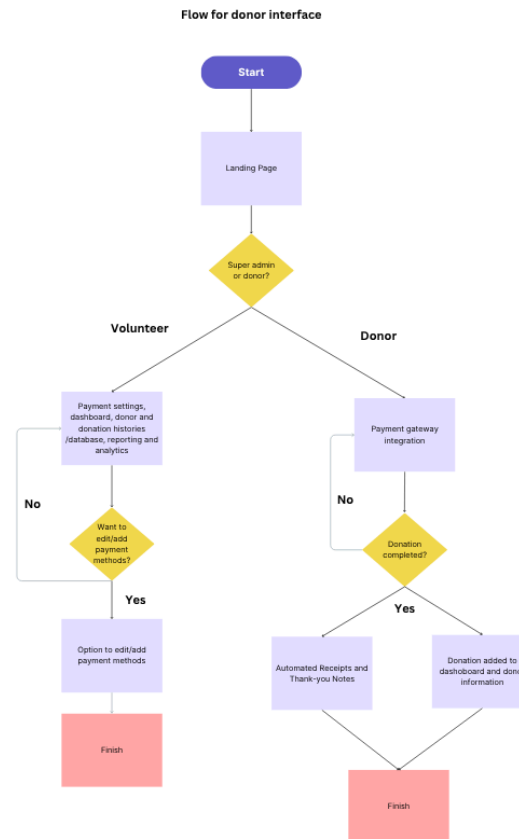 Flow for donor interface
Start
Landing Page
Super admin
or donor?
Volunteer
Donor
Payment settings,
dashboard, donor and
donation histories
/database, reporting and
analytics
Payment gateway
integration
No
No
Want to
edit/add
payment
methods?
Donation
completed?
Yes
Yes
Option to edit/add
payment methods
Automated Receipts and
Thank-you Notes
Donation added to
dashoboard and dono
information
Finish
Finish